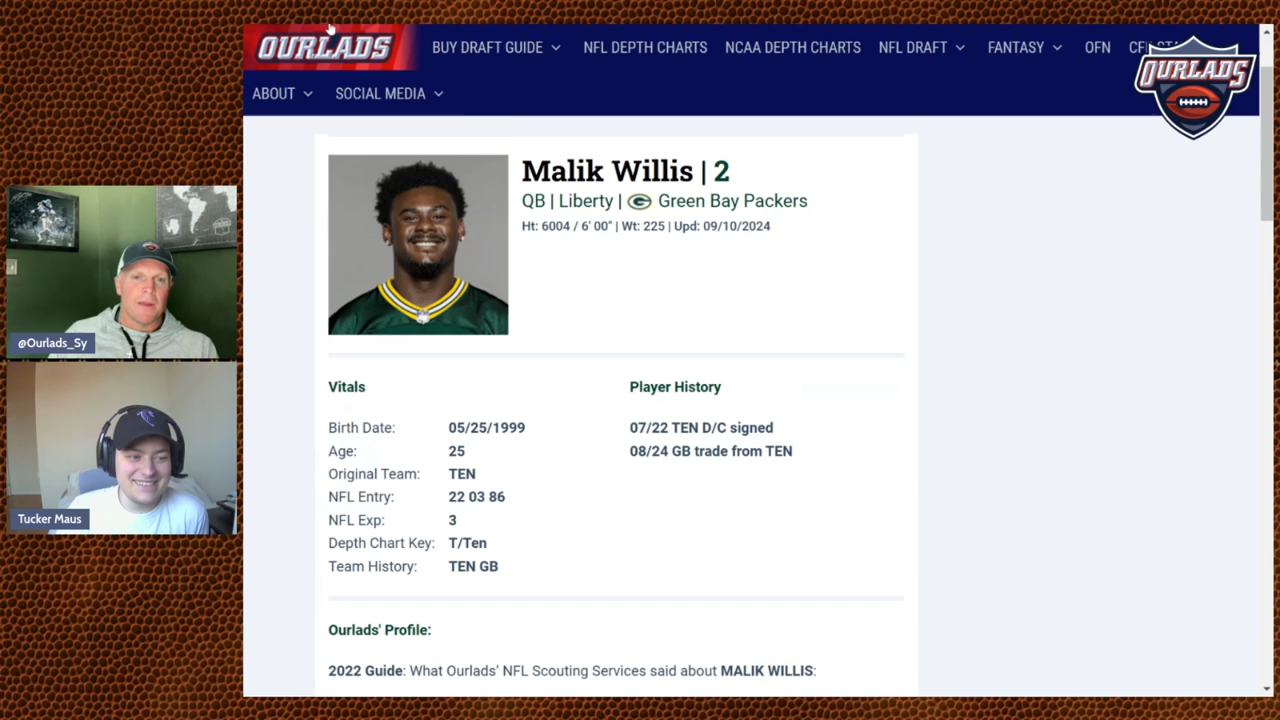 OURLADS
BUY DRAFT GUIDE
NFL DEPTH CHARTS
NCAA DEPTH CHARTS
NFL DRAFT
FANTASY
OFN
OURLADS
ABOUT
SOCIAL MEDIA
Malik Willis | 2
QB | Liberty | G Green Bay Packers
Ht: 6004 / 6' 00" | Wt: 225 | Upd: 09/10/2024
@Ourlads_Sy
Tucker Maus
Vitals
Birth Date: 05/25/1999
Age: 25
Original Team: TEN
NFL Entry: 22 03 86
NFL Exp: 3
Depth Chart Key: T/Ten
Team History: TEN GB
Player History
07/22 TEN D/C signed
08/24 GB trade from TEN
Ourlads' Profile:
2022 Guide: What Ourlads’ NFL Scouting Services said about MALIK WILLIS: